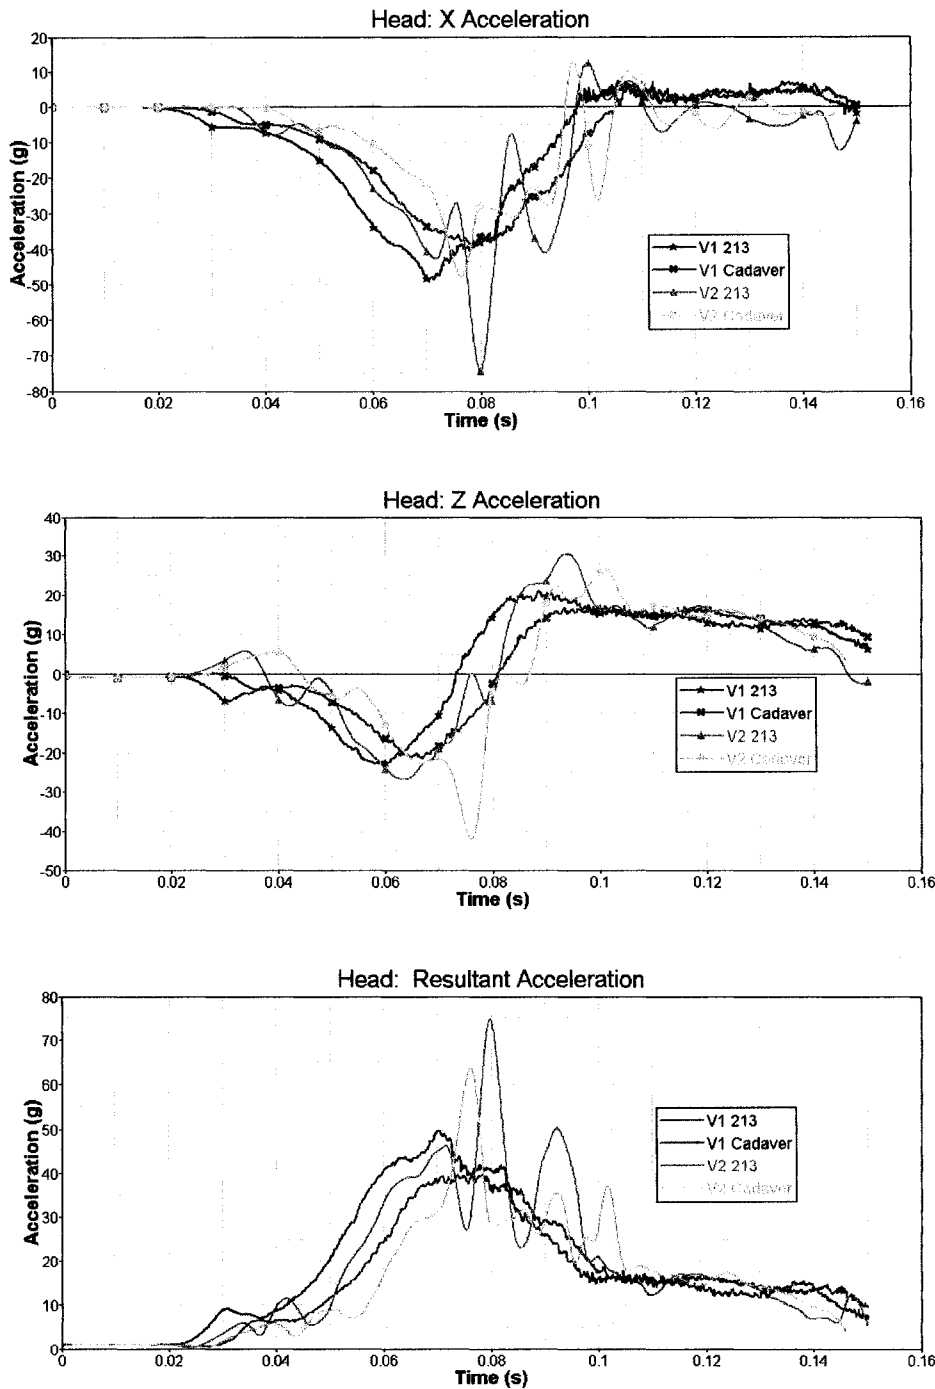 Head: X Acceleration
20
10
0
-10
-20
-30
-40
-50
-60
-70
-80
Acceleration (g)
V1 213
V1 Cadaver
V2 213
V2 Cadaver
0 0.02 0.04 0.06 0.08 0.1 0.12 0.14 0.16
Time (s)
Head: Z Acceleration
40
30
20
10
0
-10
-20
-30
-40
-50
Acceleration (g)
V1 213
V1 Cadaver
V2 213
V2 Cadaver
0 0.02 0.04 0.06 0.08 0.1 0.12 0.14 0.16
Time (s)
Head: Resultant Acceleration
80
70
60
50
40
30
20
10
0
Acceleration (g)
V1 213
V1 Cadaver
V2 213
V2 Cadaver
0 0.02 0.04 0.06 0.08 0.1 0.12 0.14 0.16
Time (s)